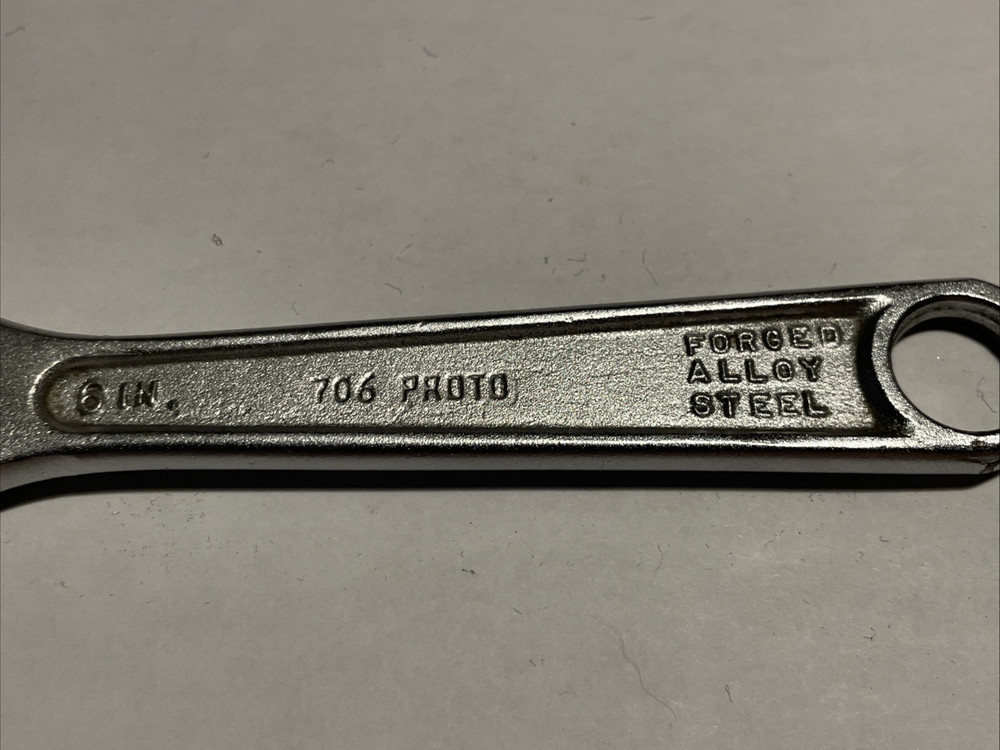 6 IN.
706 PROTO
FORGED
ALLOY
STEEL